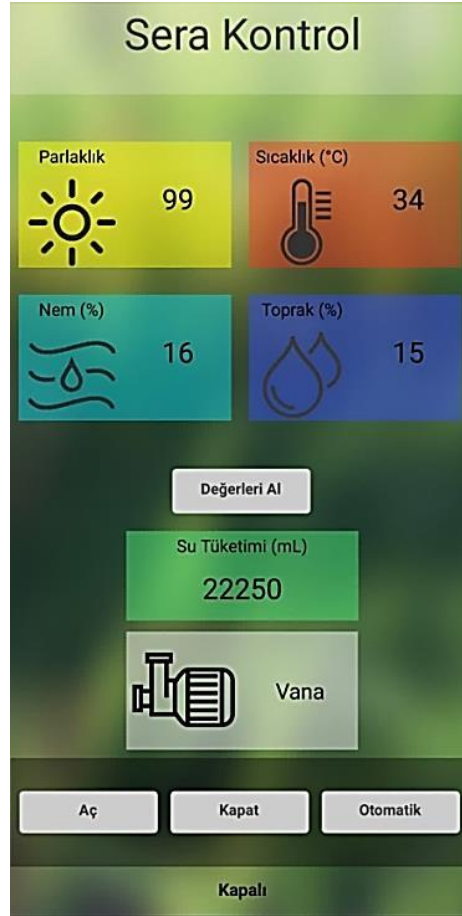 Sera Kontrol
Parlaklık
99
Sıcaklık (°C)
34
Nem (%)
16
Toprak (%)
15
Değerleri Al
Su Tüketimi (mL)
22250
Vana
Aç
Kapat
Otomatik
Kapalı